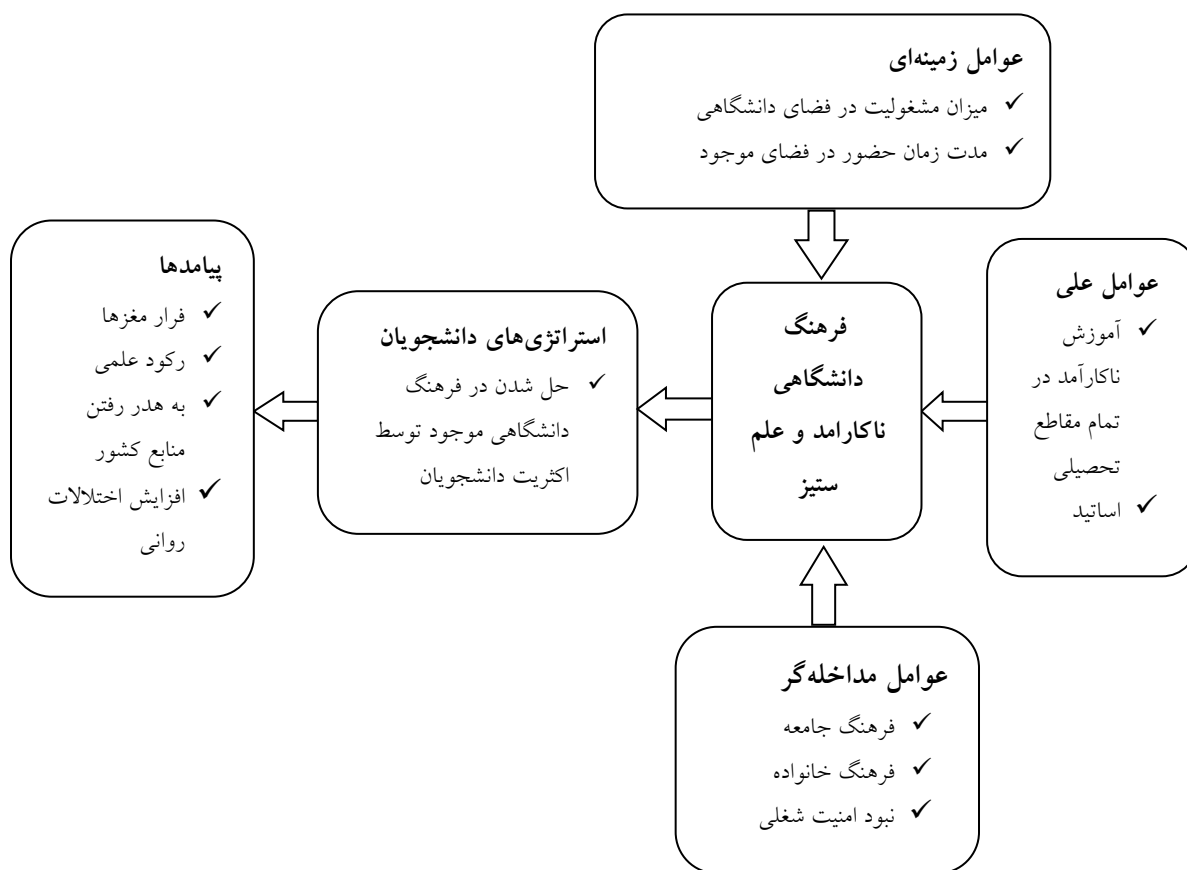 عوامل زمینه‌ای
✓ میزان مشغولیت در فضای دانشگاهی
✓ مدت زمان حضور در فضای موجود
عوامل علی
✓ آموزش
ناکارآمد در
تمام مقاطع
تحصیلی
✓ اساتید
فرهنگ
دانشگاهی
ناکارامد و علم
ستیز
استراتژی‌های دانشجویان
✓ حل شدن در فرهنگ
دانشگاهی موجود توسط
اکثریت دانشجویان
پیامدها
✓ فرار مغزها
✓ رکود علمی
✓ به هدر رفتن
منابع کشور
✓ افزایش اختلالات
روانی
عوامل مداخله‌گر
✓ فرهنگ جامعه
✓ فرهنگ خانواده
✓ نبود امنیت شغلی